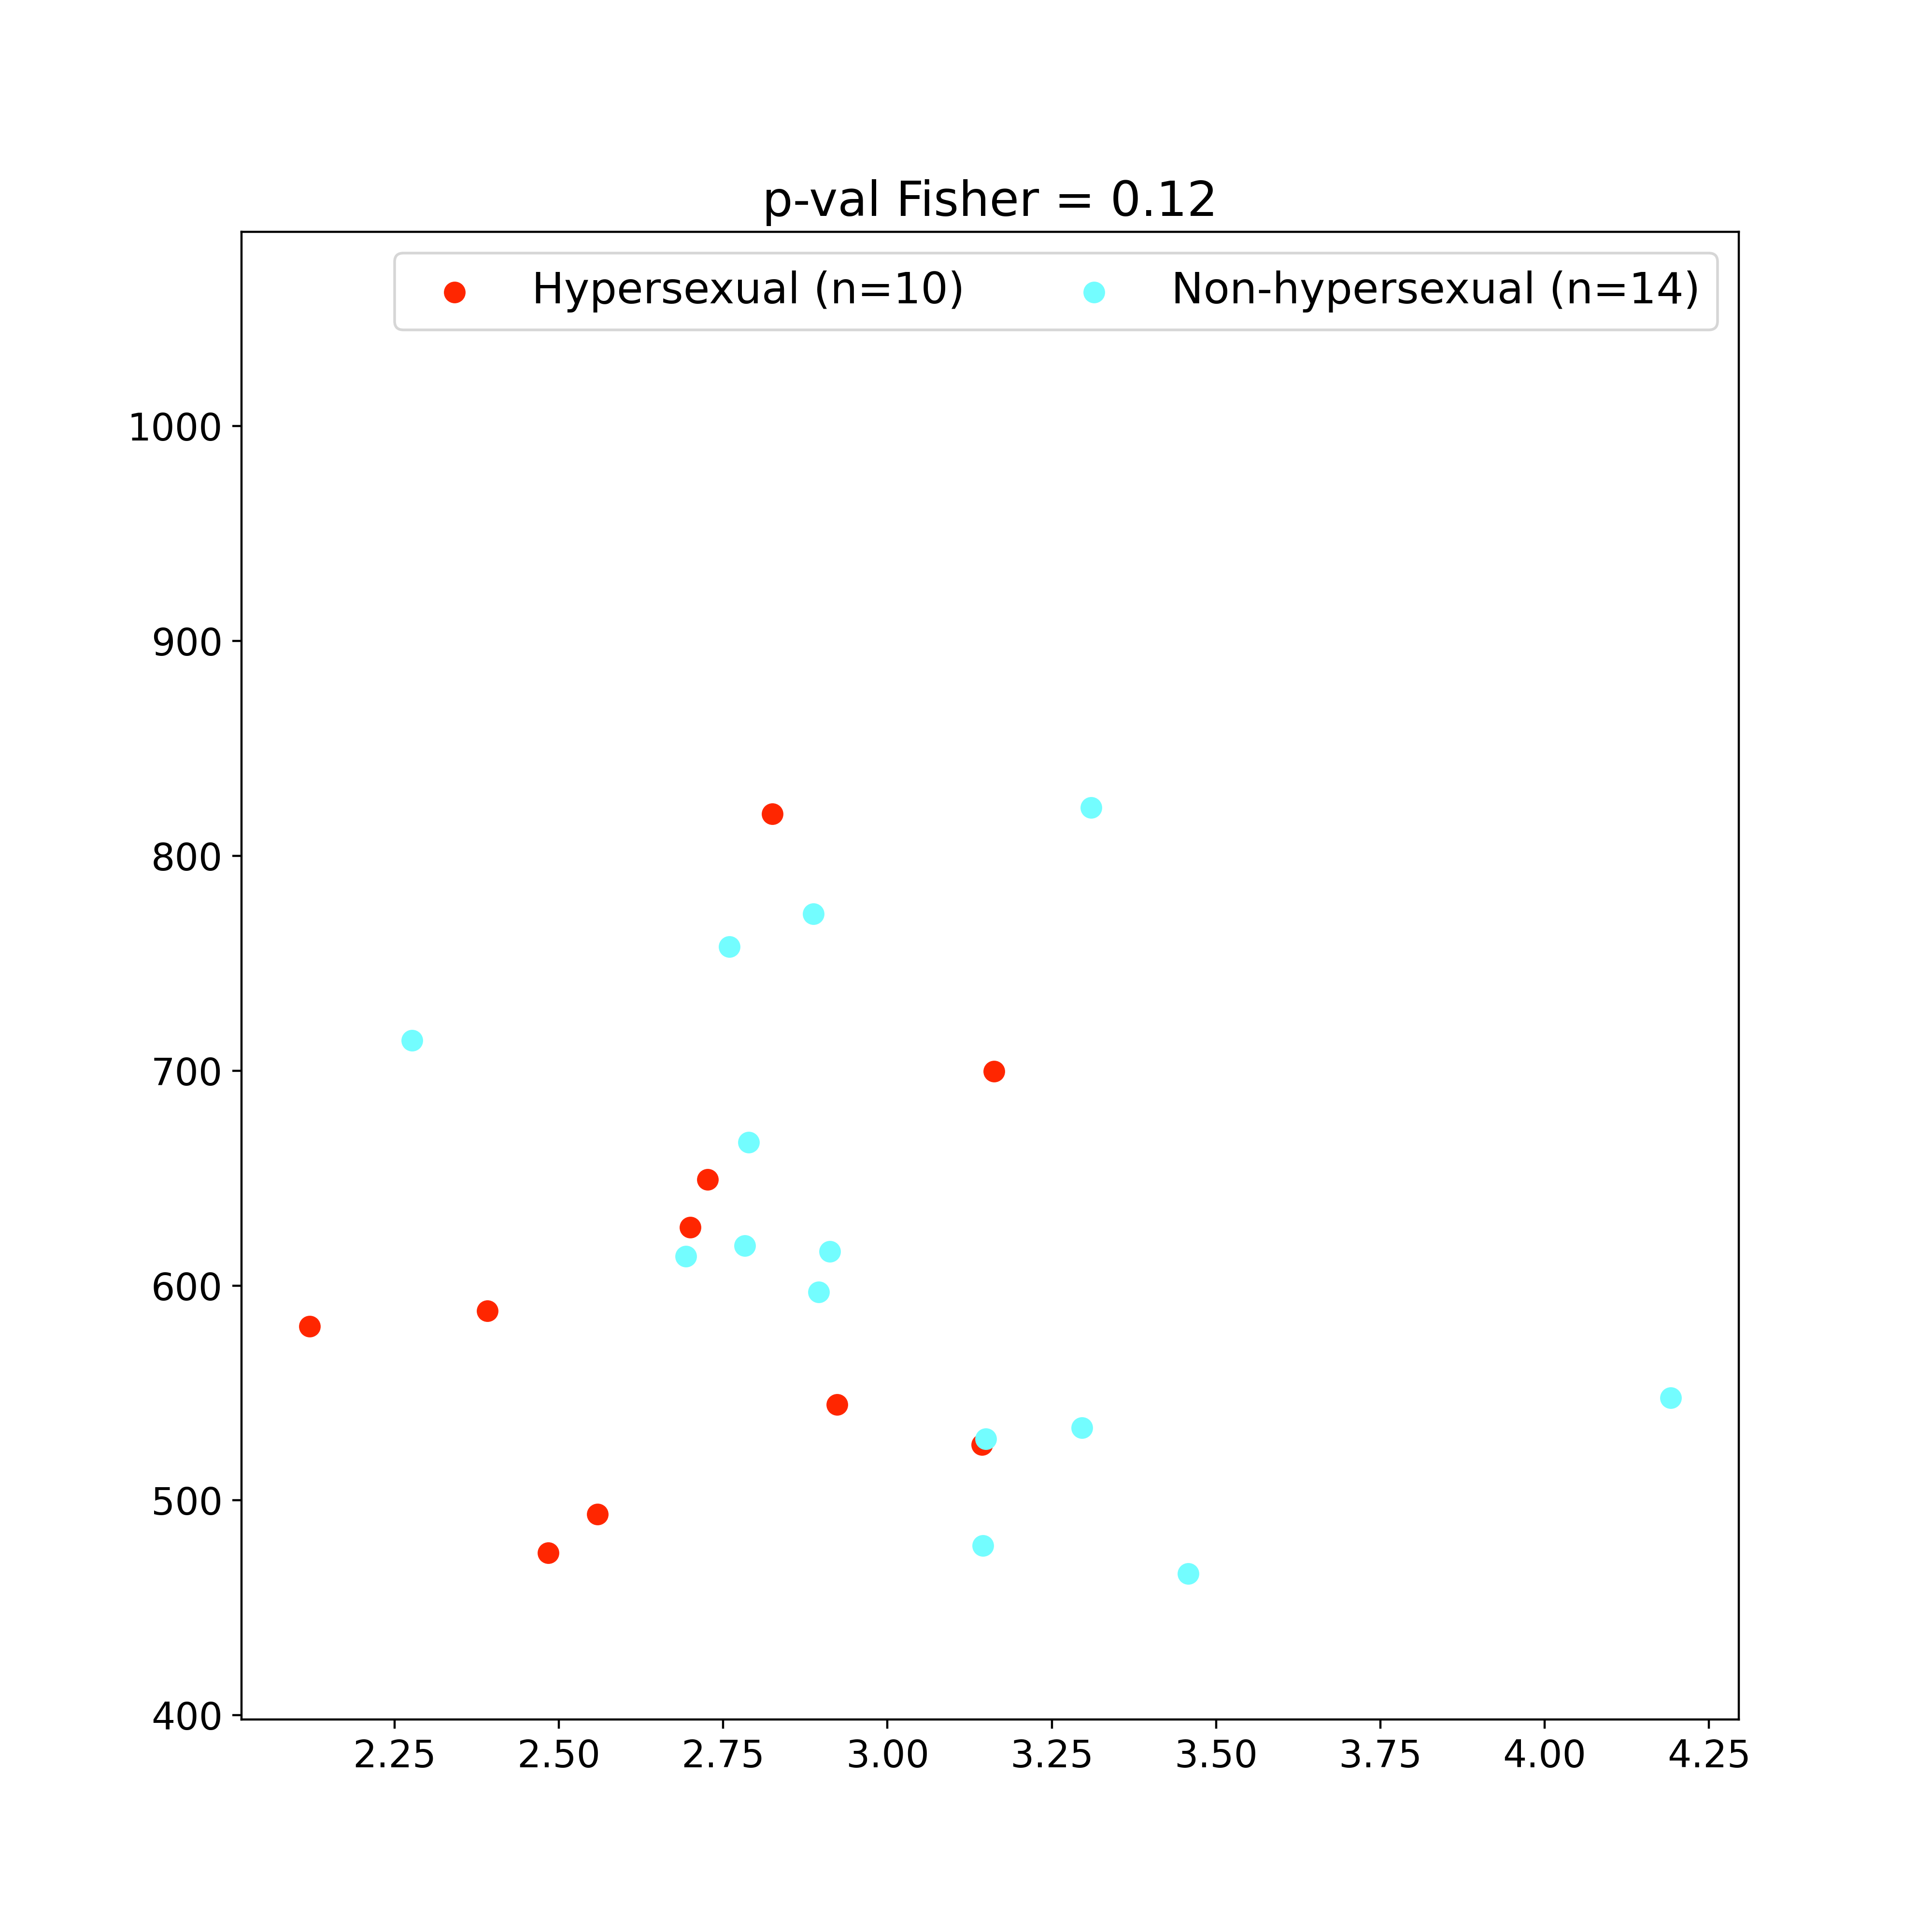 p-val Fisher = 0.12
Hypersexual (n=10) Non-hypersexual (n=14)
1000
900
800
700
600
500
400
2.25 2.50 2.75 3.00 3.25 3.50 3.75 4.00 4.25